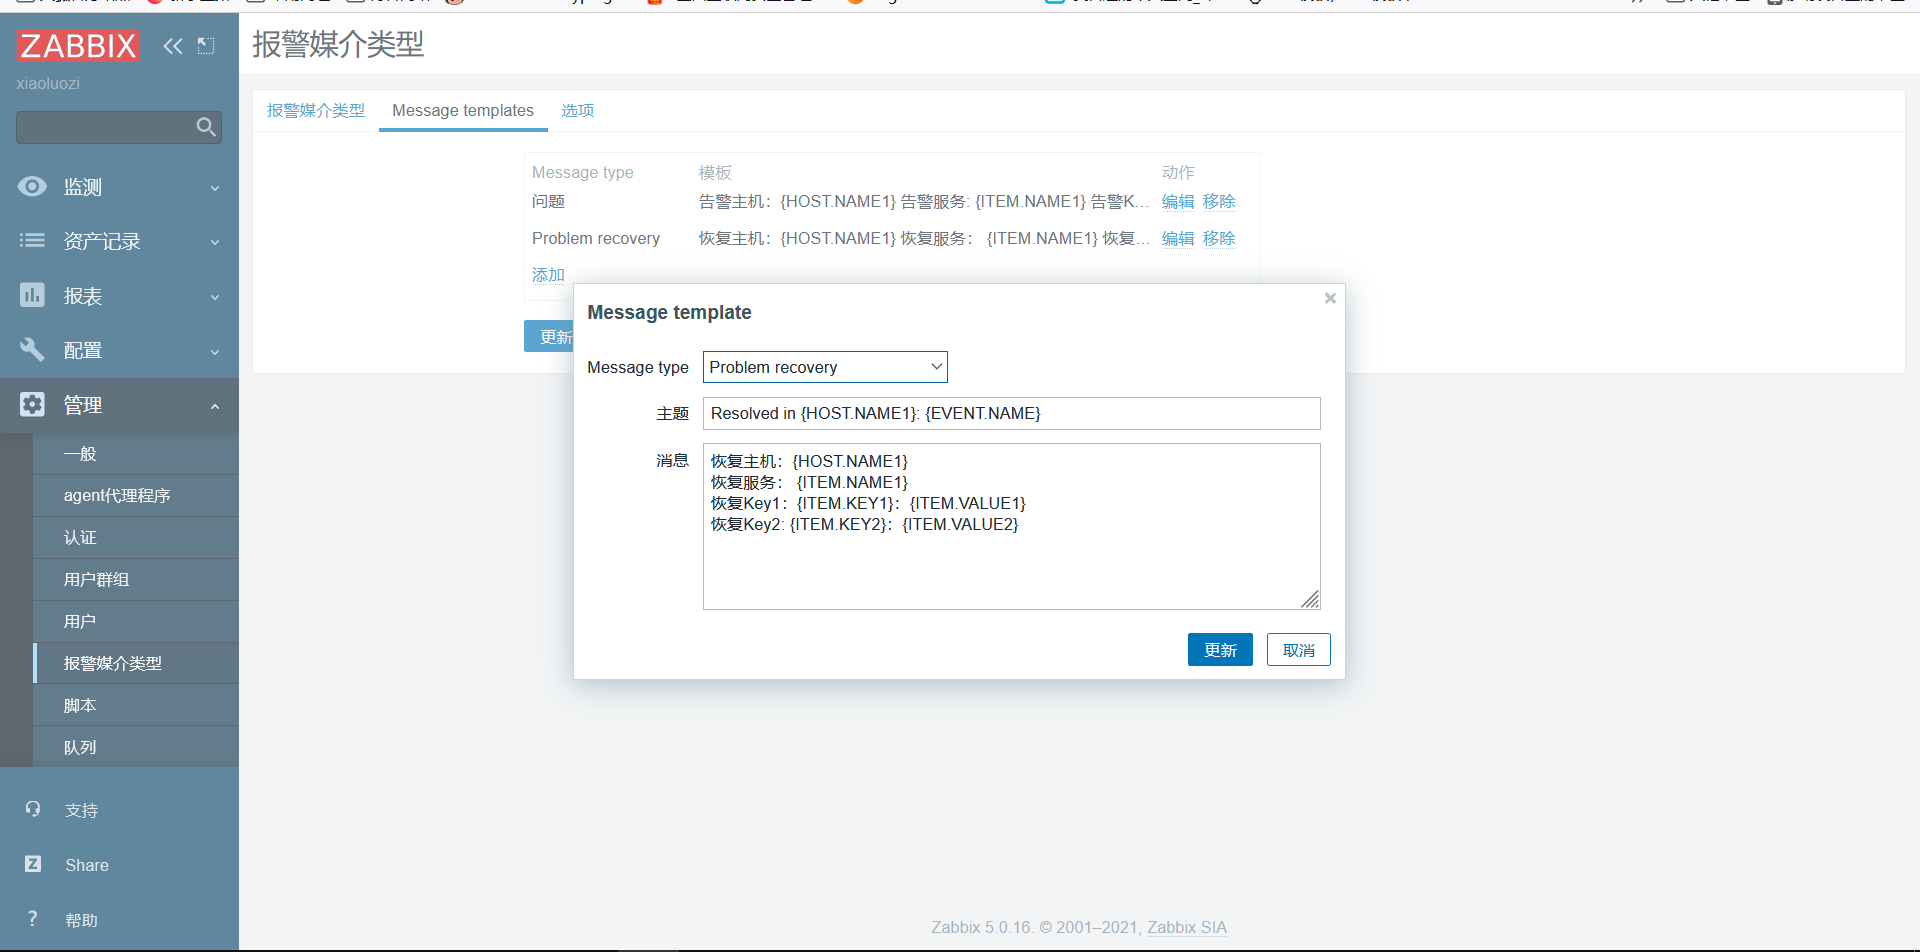 ZABBIX
xiaoluozi
监测
资产记录
报表
配置
管理
一般
agent代理程序
认证
用户群组
用户
报警媒介类型
脚本
队列
支持
Share
帮助
报警媒介类型
报警媒介类型 Message templates 选项
Message type 模板 动作
问题 告警主机：{HOST.NAME1} 告警服务: {ITEM.NAME1} 告警K... 编辑 移除
Problem recovery 恢复主机：{HOST.NAME1} 恢复服务： {ITEM.NAME1} 恢复... 编辑 移除
添加
更新
Message template
Message type Problem recovery
主题 Resolved in {HOST.NAME1}: {EVENT.NAME}
消息 恢复主机：{HOST.NAME1}
恢复服务： {ITEM.NAME1}
恢复Key1：{ITEM.KEY1}：{ITEM.VALUE1}
恢复Key2: {ITEM.KEY2}：{ITEM.VALUE2}
更新 取消
Zabbix 5.0.16. © 2001–2021, Zabbix SIA